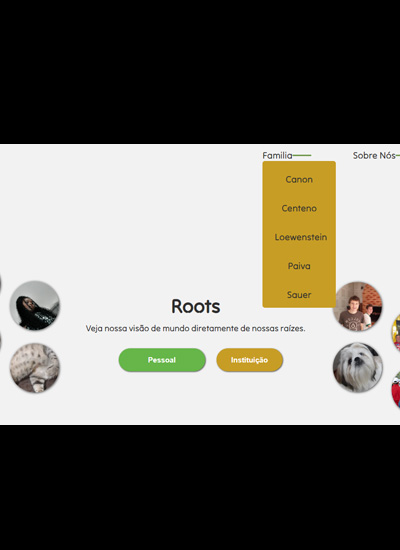 Familia
Sobre Nós
Canon
Centeno
Loewenstein
Paiva
Sauer
Roots
Veja nossa visão de mundo diretamente de nossas raízes.
Pessoal
Instituição